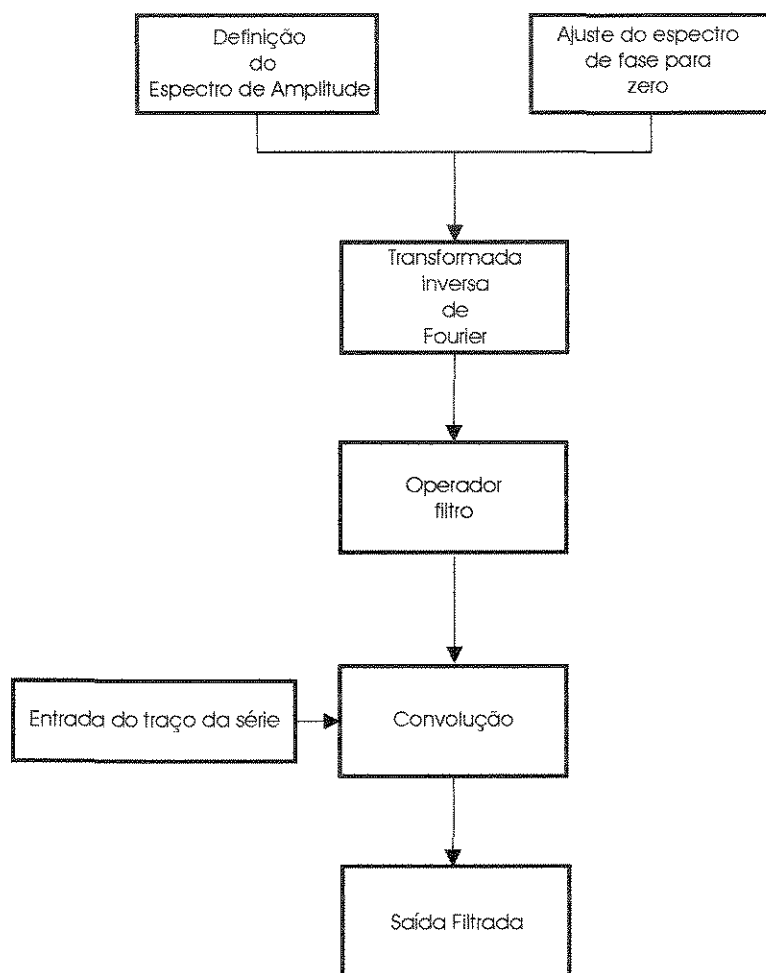 Definição
do
Espectro de Amplitude
Ajuste do espectro
de fase para
zero
Transformada
inversa
de
Fourier
Operador
filtro
Entrada do traço da série
Convolução
Saída Filtrada